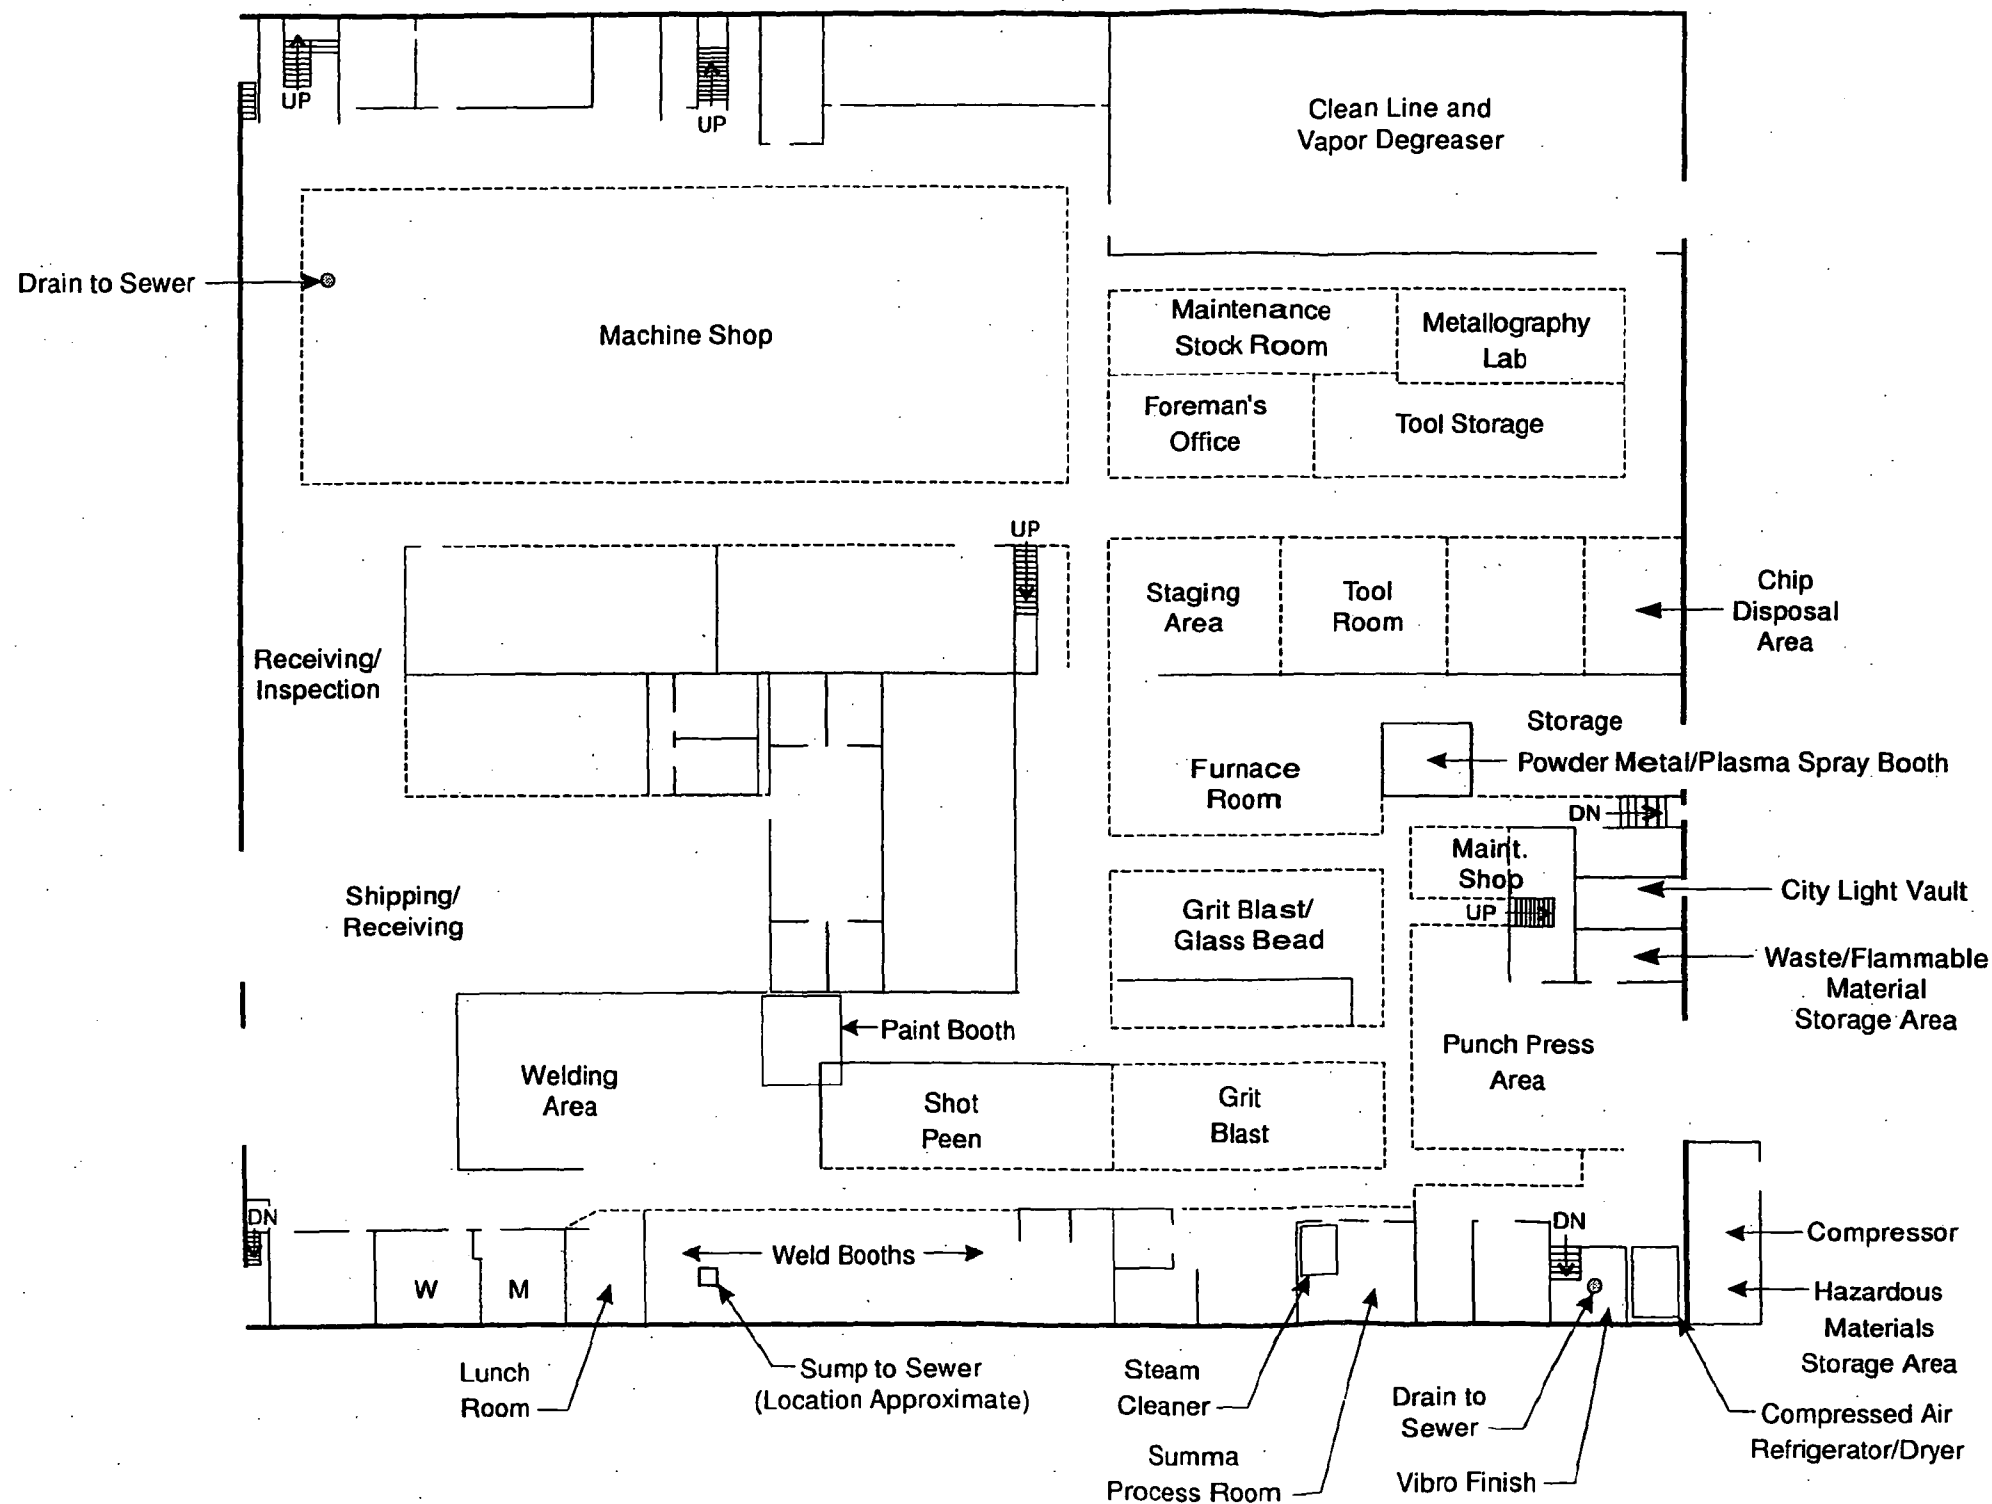 UP
UP
Clean Line and
Vapor Degreaser
Drain to Sewer
Machine Shop
Maintenance
Stock Room
Metallography
Lab
Foreman's
Office
Tool Storage
UP
Staging
Area
Tool
Room
Chip
Disposal
Area
Receiving/
Inspection
Storage
Powder Metal/Plasma Spray Booth
Furnace
Room
DN
Maint.
Shop
UP
City Light Vault
Shipping/
Receiving
Grit Blast/
Glass Bead
Waste/Flammable
Material
Storage Area
Paint Booth
Punch Press
Area
Welding
Area
Shot
Peen
Grit
Blast
DN
Weld Booths
W
M
DN
Compressor
Hazardous
Materials
Storage Area
Lunch
Room
Sump to Sewer
(Location Approximate)
Steam
Cleaner
Summa
Process Room
Drain to
Sewer
Vibro Finish
Compressed Air
Refrigerator/Dryer